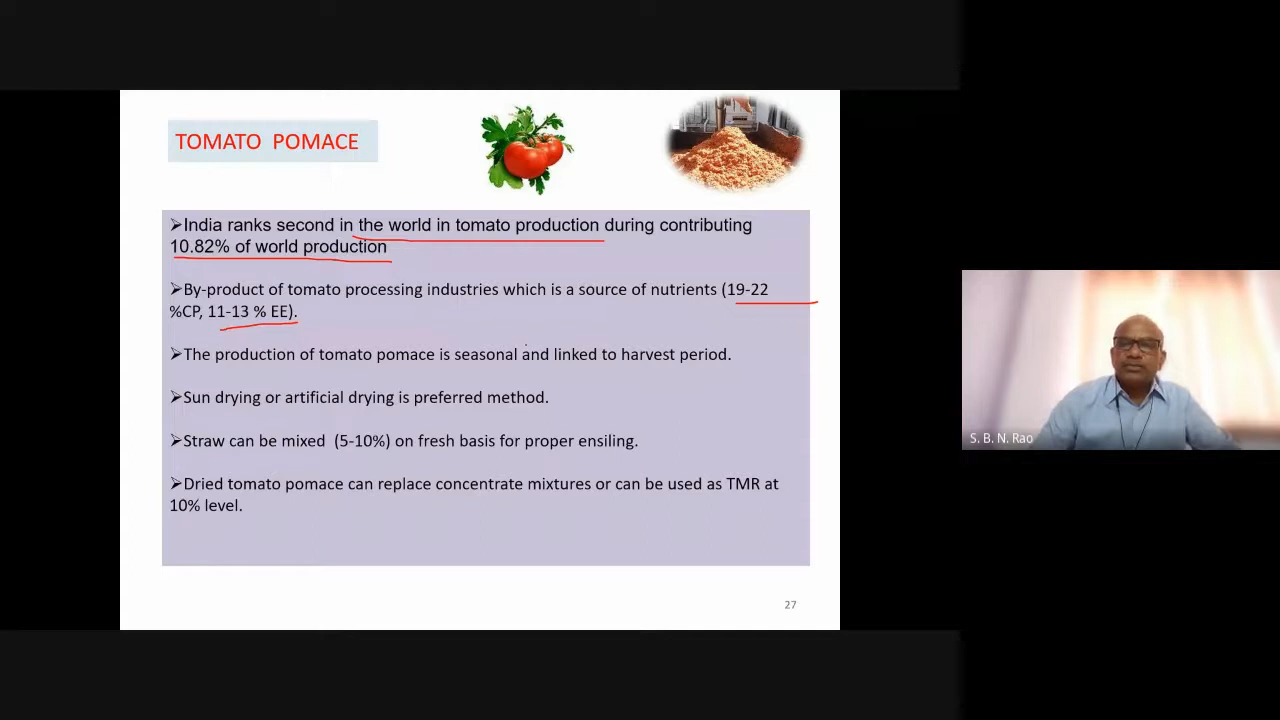 TOMATO POMACE
➢India ranks second in the world in tomato production during contributing
10.82% of world production
➢By-product of tomato processing industries which is a source of nutrients (19-22
%CP, 11-13 % EE).
➢The production of tomato pomace is seasonal and linked to harvest period.
➢Sun drying or artificial drying is preferred method.
➢Straw can be mixed (5-10%) on fresh basis for proper ensiling.
➢Dried tomato pomace can replace concentrate mixtures or can be used as TMR at
10% level.
27
S. B. N. Rao